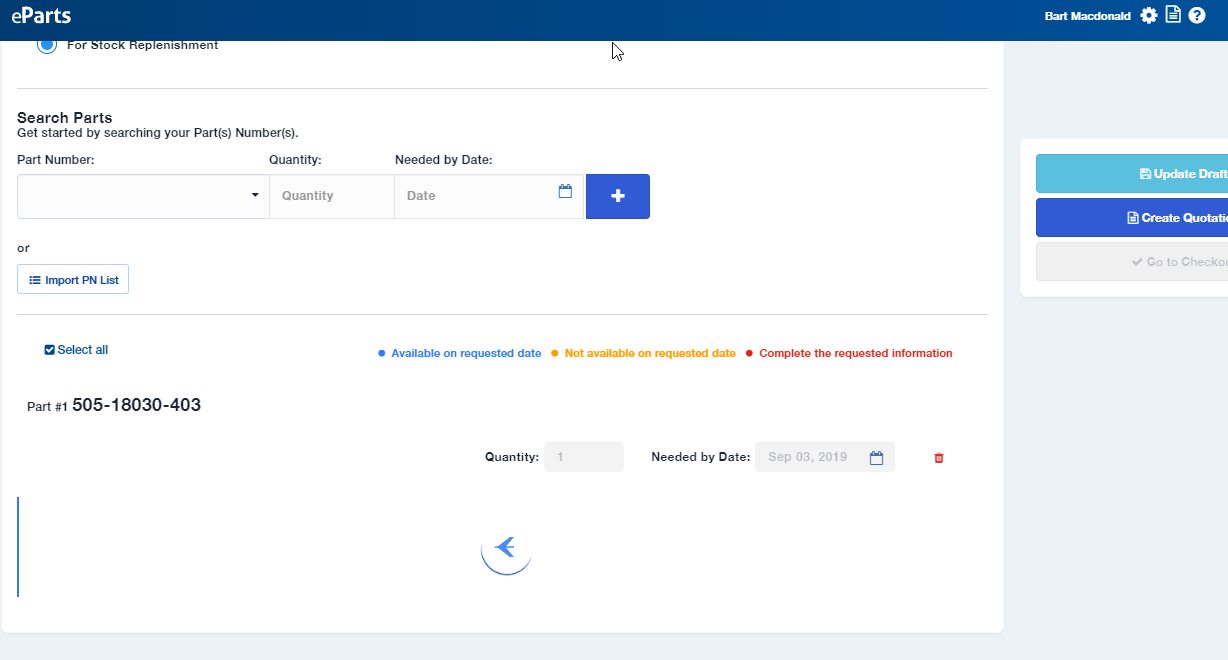 eParts
Bart Macdonald
For Stock Replenishment
Search Parts
Get started by searching your Part(s) Number(s).
Part Number: Quantity: Needed by Date:
Quantity Date
or
Import PN List
Update Draft
Create Quotatio
Go to Checkou
Select all
Available on requested date Not available on requested date Complete the requested information
Part #1 505-18030-403
Quantity: 1 Needed by Date: Sep 03, 2019